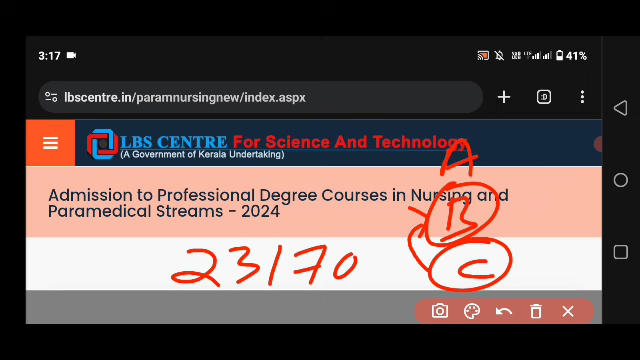 3:17 41%
lbscentre.in/paramnursingnew/index.aspx
LBS CENTRE For Science And Technology
(A Government of Kerala Undertaking)
A
Admission to Professional Degree Courses in Nursing and
Paramedical Streams - 2024
B
23170
C